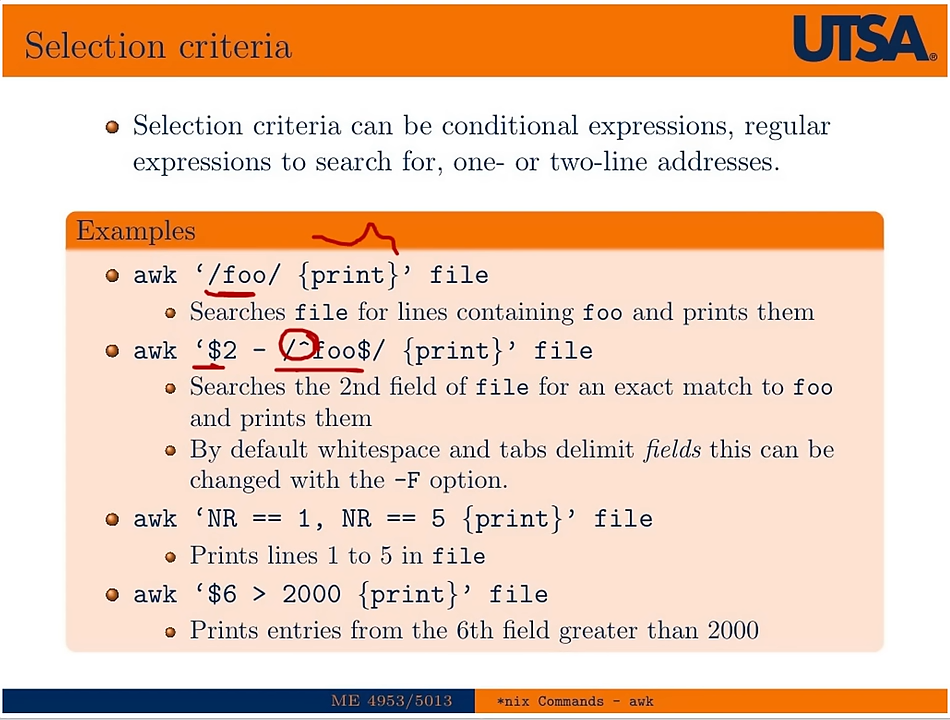 Selection criteria
UTSA®
Selection criteria can be conditional expressions, regular
expressions to search for, one- or two-line addresses.
Examples
awk ‘/foo/ {print}’ file
Searches file for lines containing foo and prints them
awk ‘$2 - /^foo$/ {print}’ file
Searches the 2nd field of file for an exact match to foo
and prints them
By default whitespace and tabs delimit fields this can be
changed with the -F option.
awk ‘NR == 1, NR == 5 {print}’ file
Prints lines 1 to 5 in file
awk ‘$6 > 2000 {print}’ file
Prints entries from the 6th field greater than 2000
ME 4953/5013
*nix Commands - awk